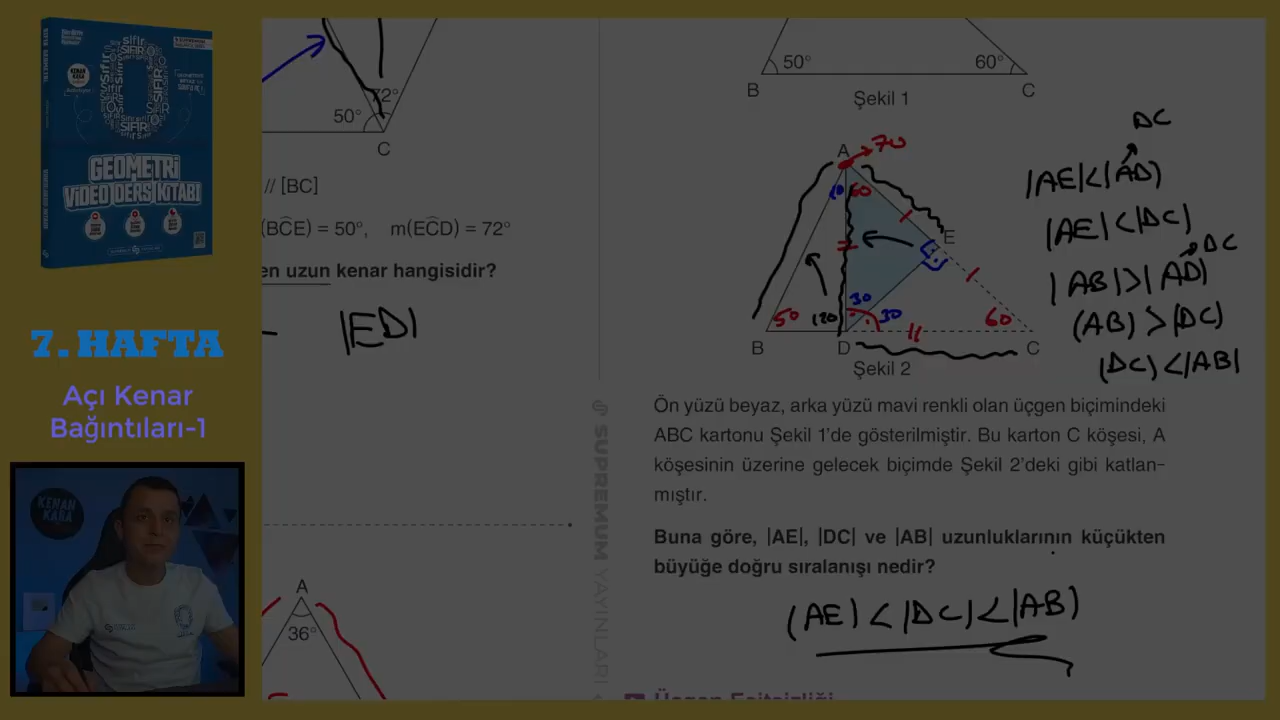 SIFIR
GEOMETRİ
VİDEO DERS KİTABI
7. HAFTA
Açı Kenar
Bağıntıları-1
KENAN
KARA
72°
50°
C
// [BC]
(BCE) = 50°, m(ECD) = 72°
en uzun kenar hangisidir?
|ED|
A
36°
SUPREMUM YAYINLARI
50°
60°
B
C
Şekil 1
A
70
10
60
E
30
30
50
120
60
B
D
C
Şekil 2
DC
|AE|<|AD|
|AE|<|DC|
DC
|AB|>|AD|
(AB)>|DC)
(DC)<|AB|
Ön yüzü beyaz, arka yüzü mavi renkli olan üçgen biçimindeki
ABC kartonu Şekil 1'de gösterilmiştir. Bu karton C köşesi, A
köşesinin üzerine gelecek biçimde Şekil 2'deki gibi katlan-
mıştır.
Buna göre, |AE|, |DC| ve |AB| uzunluklarının küçükten
büyüğe doğru sıralanışı nedir?
(AE|<|DC|<|AB)
Üçgen Eşitsizliği